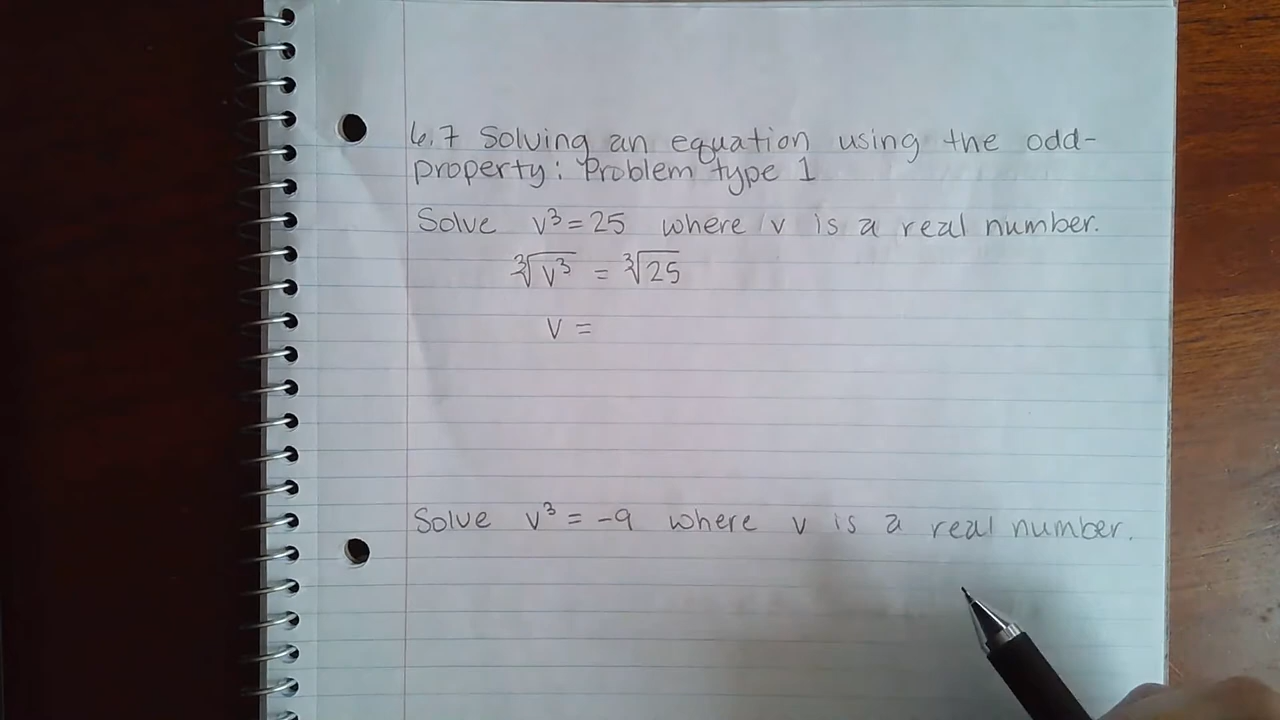 6.7 Solving an equation using the odd-
property: Problem type 1
Solve v³=25 where v is a real number.
∛v³ = ∛25
v =
Solve v³ = -9 where v is a real number.